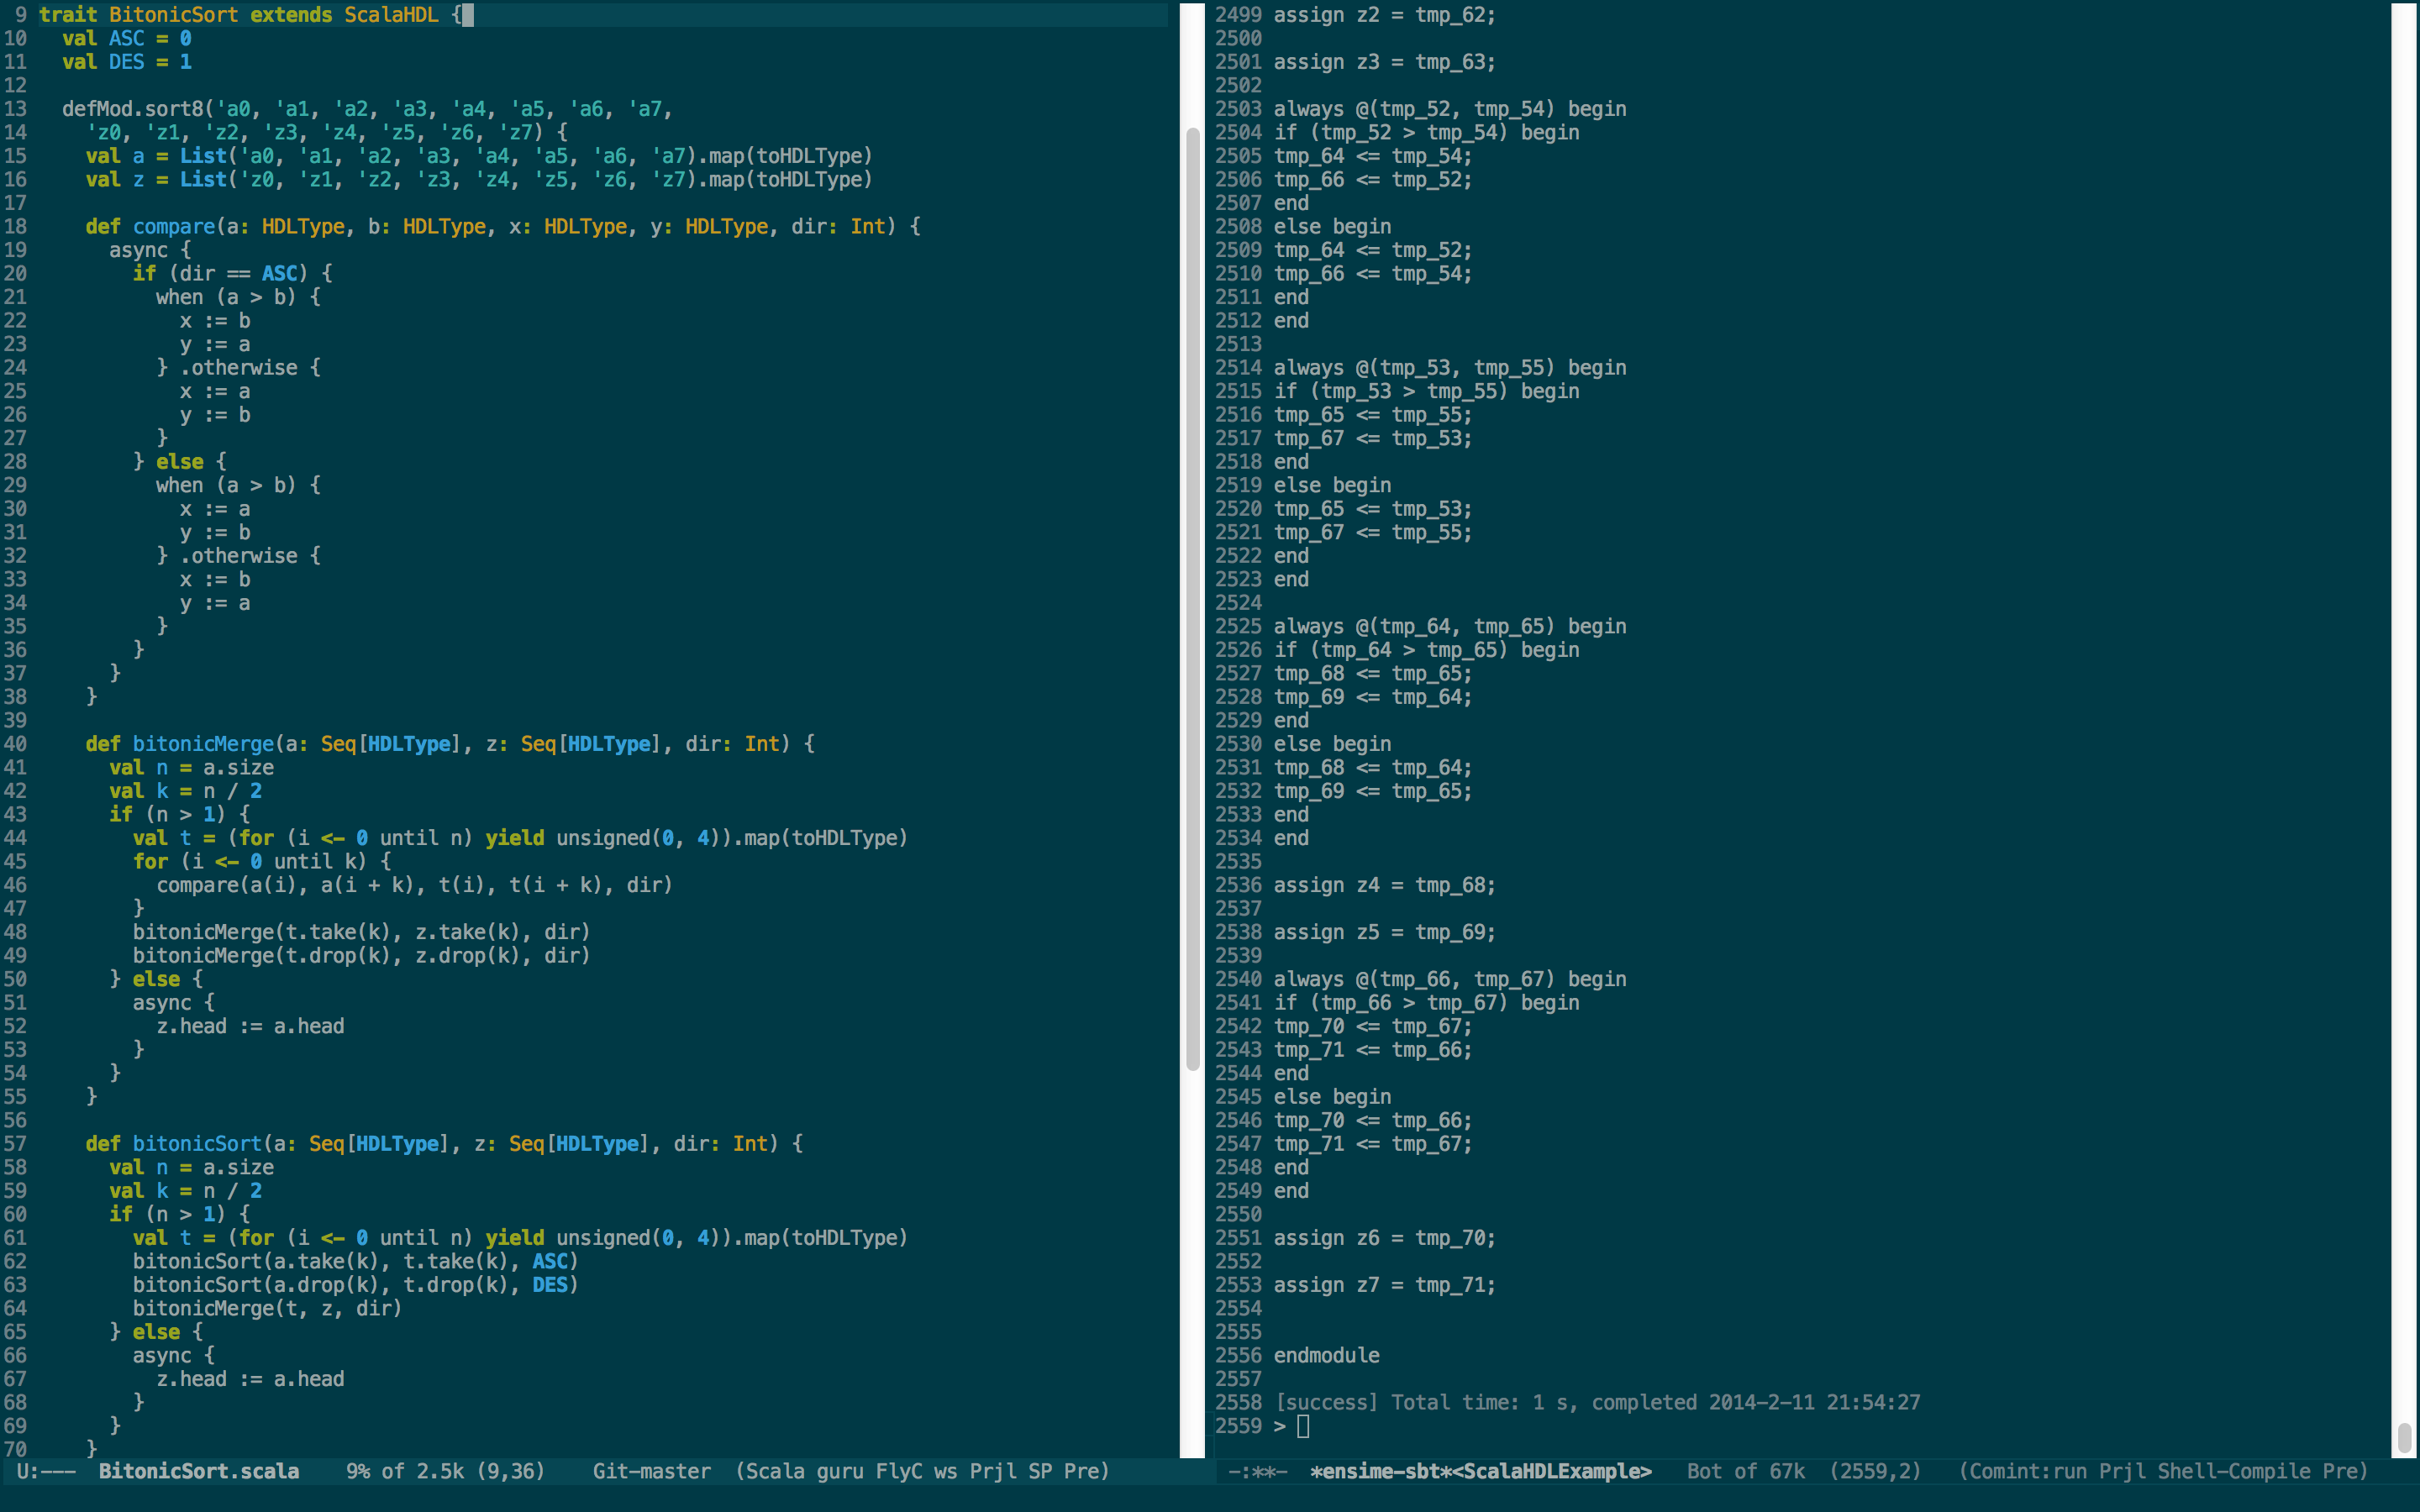 9 trait BitonicSort extends ScalaHDL {
10   val ASC = 0
11   val DES = 1
12
13   defMod.sort8('a0, 'a1, 'a2, 'a3, 'a4, 'a5, 'a6, 'a7,
14     'z0, 'z1, 'z2, 'z3, 'z4, 'z5, 'z6, 'z7) {
15     val a = List('a0, 'a1, 'a2, 'a3, 'a4, 'a5, 'a6, 'a7).map(toHDLType)
16     val z = List('z0, 'z1, 'z2, 'z3, 'z4, 'z5, 'z6, 'z7).map(toHDLType)
17
18     def compare(a: HDLType, b: HDLType, x: HDLType, y: HDLType, dir: Int) {
19       async {
20         if (dir == ASC) {
21           when (a > b) {
22             x := b
23             y := a
24           } .otherwise {
25             x := a
26             y := b
27           }
28         } else {
29           when (a > b) {
30             x := a
31             y := b
32           } .otherwise {
33             x := b
34             y := a
35           }
36         }
37       }
38     }
39
40     def bitonicMerge(a: Seq[HDLType], z: Seq[HDLType], dir: Int) {
41       val n = a.size
42       val k = n / 2
43       if (n > 1) {
44         val t = (for (i <- 0 until n) yield unsigned(0, 4)).map(toHDLType)
45         for (i <- 0 until k) {
46           compare(a(i), a(i + k), t(i), t(i + k), dir)
47         }
48         bitonicMerge(t.take(k), z.take(k), dir)
49         bitonicMerge(t.drop(k), z.drop(k), dir)
50       } else {
51         async {
52           z.head := a.head
53         }
54       }
55     }
56
57     def bitonicSort(a: Seq[HDLType], z: Seq[HDLType], dir: Int) {
58       val n = a.size
59       val k = n / 2
60       if (n > 1) {
61         val t = (for (i <- 0 until n) yield unsigned(0, 4)).map(toHDLType)
62         bitonicSort(a.take(k), t.take(k), ASC)
63         bitonicSort(a.drop(k), t.drop(k), DES)
64         bitonicMerge(t, z, dir)
65       } else {
66         async {
67           z.head := a.head
68         }
69       }
70     }
U:---  BitonicSort.scala    9% of 2.5k (9,36)    Git-master  (Scala guru FlyC ws Prjl SP Pre)
2499 assign z2 = tmp_62;
2500
2501 assign z3 = tmp_63;
2502
2503 always @(tmp_52, tmp_54) begin
2504 if (tmp_52 > tmp_54) begin
2505 tmp_64 <= tmp_54;
2506 tmp_66 <= tmp_52;
2507 end
2508 else begin
2509 tmp_64 <= tmp_52;
2510 tmp_66 <= tmp_54;
2511 end
2512 end
2513
2514 always @(tmp_53, tmp_55) begin
2515 if (tmp_53 > tmp_55) begin
2516 tmp_65 <= tmp_55;
2517 tmp_67 <= tmp_53;
2518 end
2519 else begin
2520 tmp_65 <= tmp_53;
2521 tmp_67 <= tmp_55;
2522 end
2523 end
2524
2525 always @(tmp_64, tmp_65) begin
2526 if (tmp_64 > tmp_65) begin
2527 tmp_68 <= tmp_65;
2528 tmp_69 <= tmp_64;
2529 end
2530 else begin
2531 tmp_68 <= tmp_64;
2532 tmp_69 <= tmp_65;
2533 end
2534 end
2535
2536 assign z4 = tmp_68;
2537
2538 assign z5 = tmp_69;
2539
2540 always @(tmp_66, tmp_67) begin
2541 if (tmp_66 > tmp_67) begin
2542 tmp_70 <= tmp_67;
2543 tmp_71 <= tmp_66;
2544 end
2545 else begin
2546 tmp_70 <= tmp_66;
2547 tmp_71 <= tmp_67;
2548 end
2549 end
2550
2551 assign z6 = tmp_70;
2552
2553 assign z7 = tmp_71;
2554
2555
2556 endmodule
2557
2558 [success] Total time: 1 s, completed 2014-2-11 21:54:27
2559 >
-:**-  *ensime-sbt*<ScalaHDLExample>   Bot of 67k  (2559,2)   (Comint:run Prjl Shell-Compile Pre)